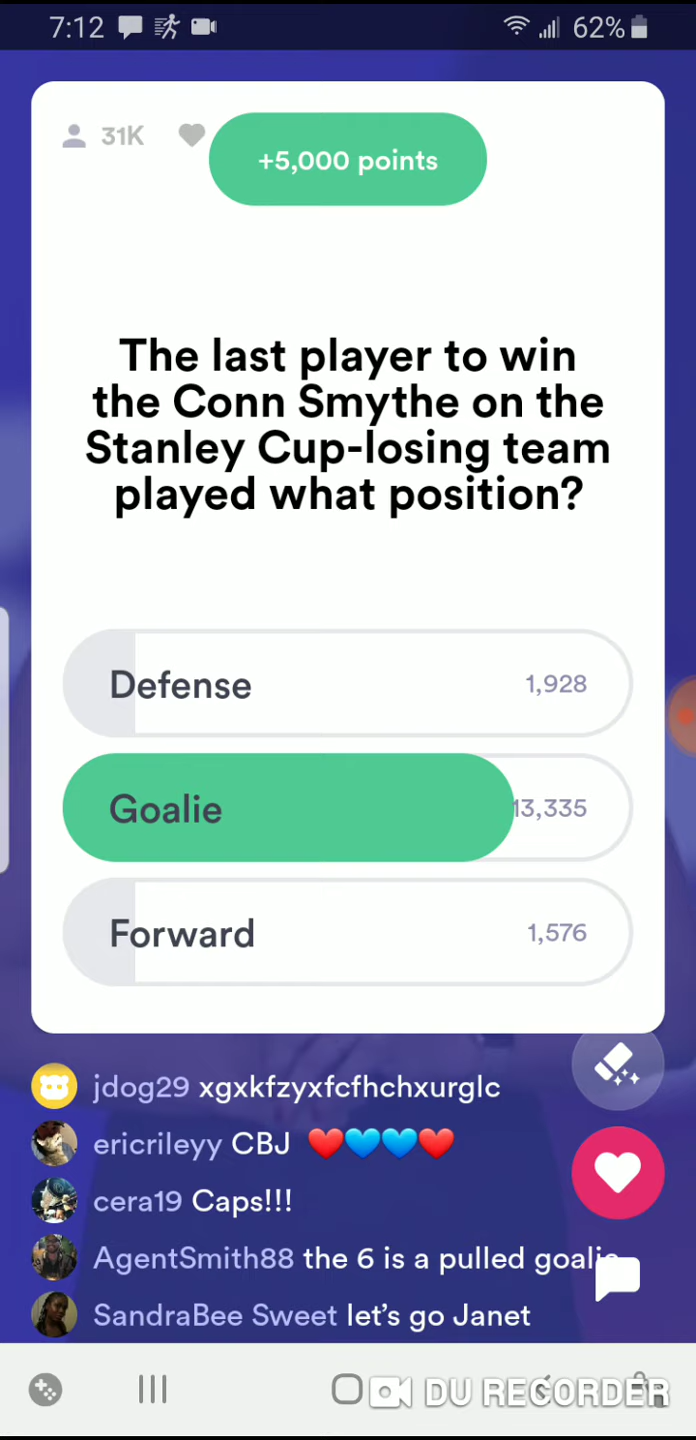 7:12 62%
31K
+5,000 points
The last player to win
the Conn Smythe on the
Stanley Cup-losing team
played what position?
Defense 1,928
Goalie 13,335
Forward 1,576
jdog29 xgxkfzyxfcfhchxurglc
ericrileyy CBJ ❤️💙💙❤️
cera19 Caps!!!
AgentSmith88 the 6 is a pulled goalie
SandraBee Sweet let's go Janet
DU RECORDER